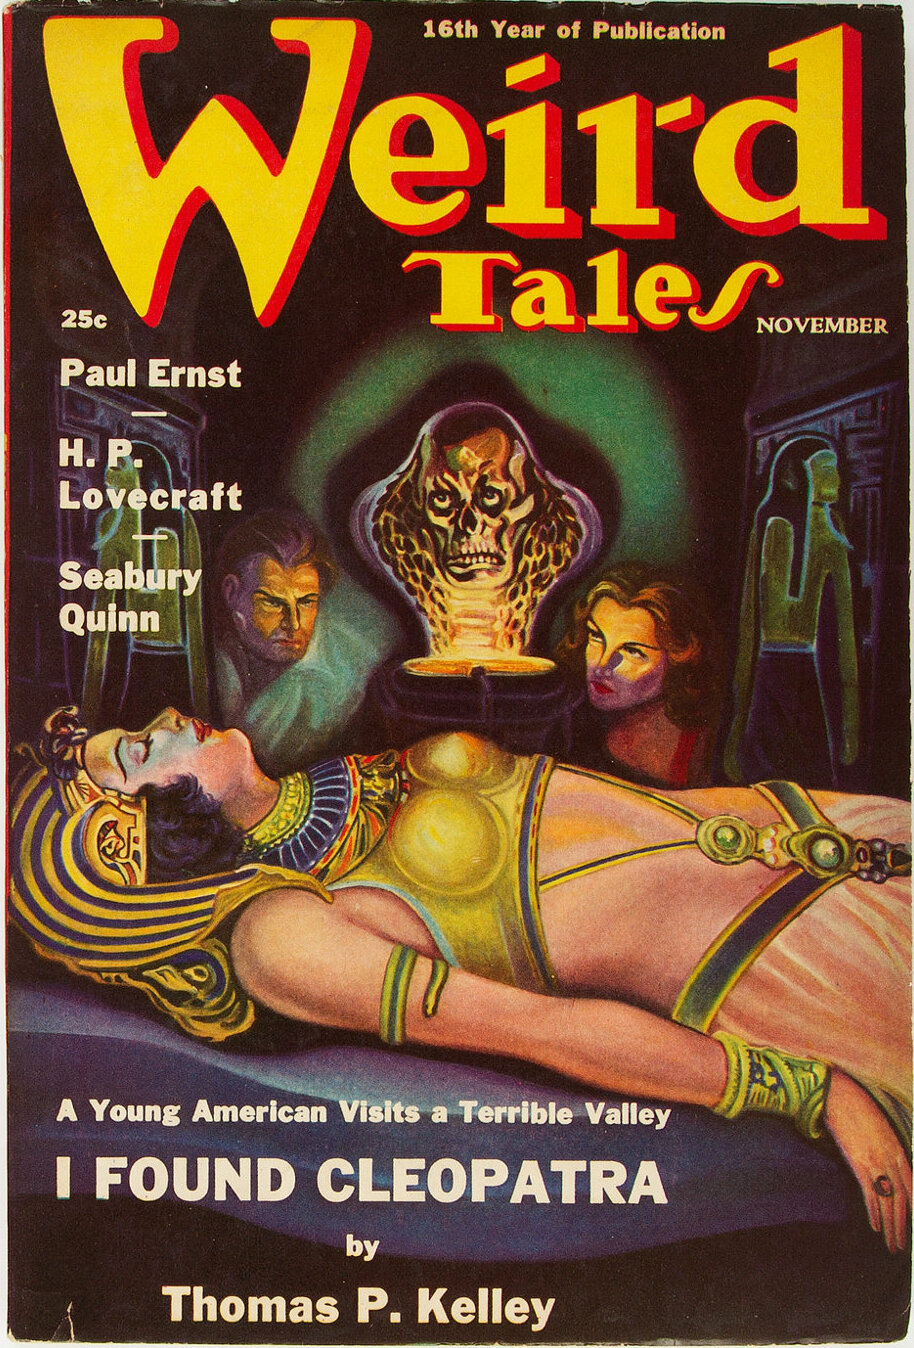 16th Year of Publication
Weird
Tales
25c
NOVEMBER
Paul Ernst
H. P.
Lovecraft
Seabury
Quinn
A Young American Visits a Terrible Valley
I FOUND CLEOPATRA
by
Thomas P. Kelley